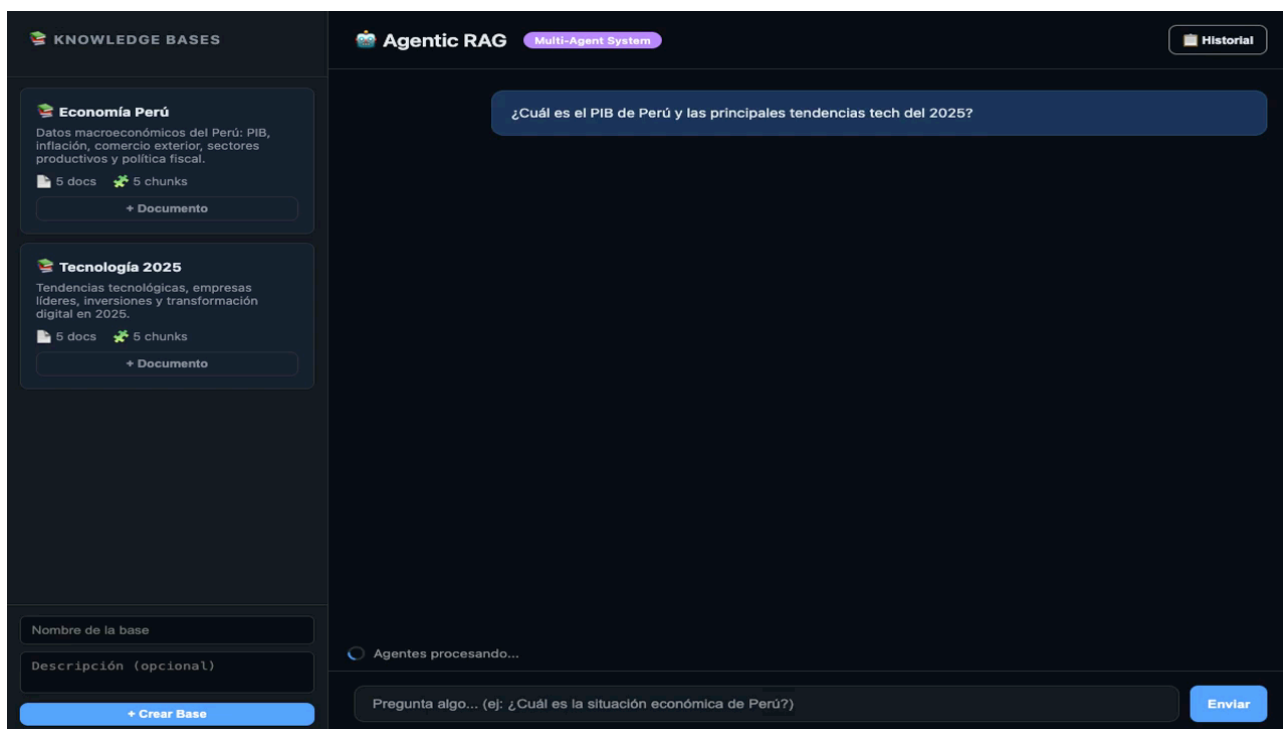 KNOWLEDGE BASES
Economía Perú
Datos macroeconómicos del Perú: PIB,
inflación, comercio exterior, sectores
productivos y política fiscal.
5 docs 5 chunks
+ Documento
Tecnología 2025
Tendencias tecnológicas, empresas
líderes, inversiones y transformación
digital en 2025.
5 docs 5 chunks
+ Documento
Nombre de la base
Descripción (opcional)
+ Crear Base
Agentic RAG Multi-Agent System
Historial
¿Cuál es el PIB de Perú y las principales tendencias tech del 2025?
Agentes procesando...
Pregunta algo... (ej: ¿Cuál es la situación económica de Perú?)
Enviar